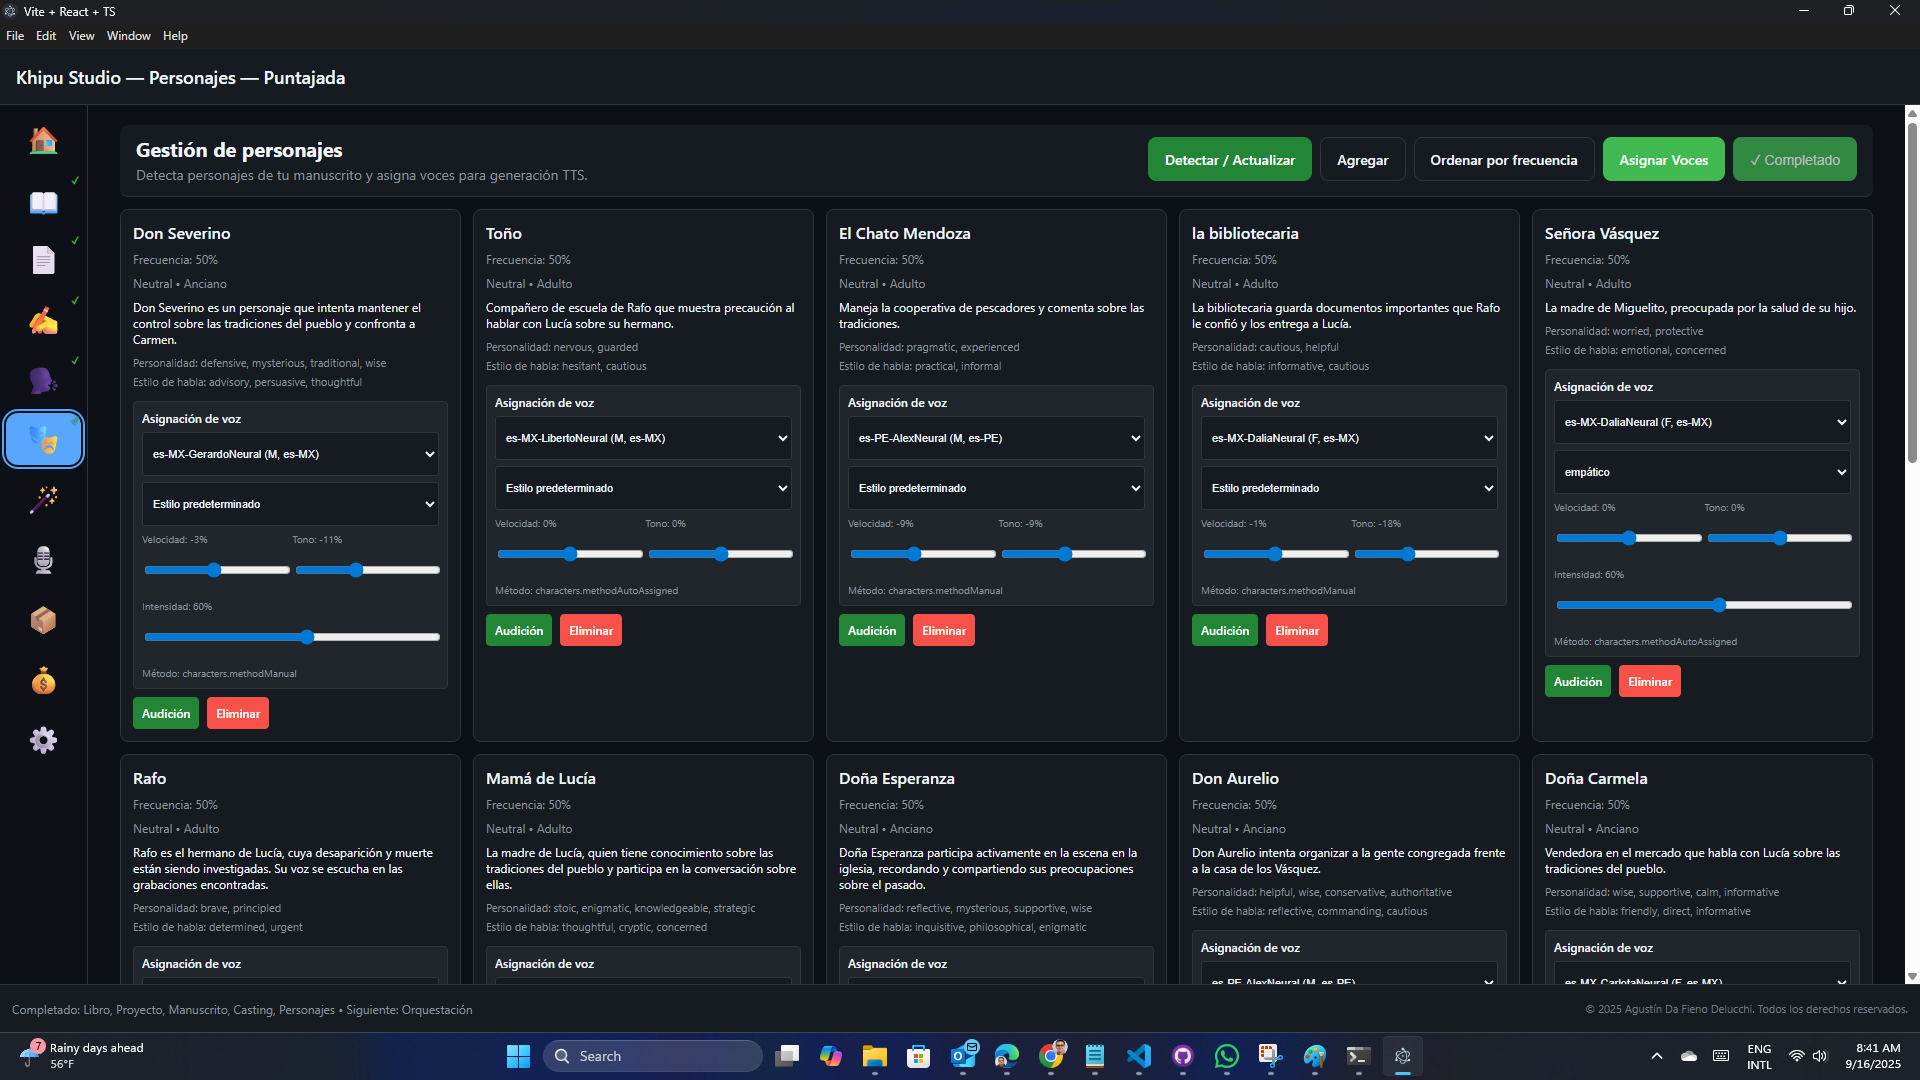 Vite + React + TS
File Edit View Window Help
Khipu Studio — Personajes — Puntajada
Gestión de personajes
Detecta personajes de tu manuscrito y asigna voces para generación TTS.
Detectar / Actualizar
Agregar
Ordenar por frecuencia
Asignar Voces
✓ Completado
Don Severino
Frecuencia: 50%
Neutral • Anciano
Don Severino es un personaje que intenta mantener el
control sobre las tradiciones del pueblo y confronta a
Carmen.
Personalidad: defensive, mysterious, traditional, wise
Estilo de habla: advisory, persuasive, thoughtful
Asignación de voz
es-MX-GerardoNeural (M, es-MX)
Estilo predeterminado
Velocidad: -3% Tono: -11%
Intensidad: 60%
Método: characters.methodManual
Audición Eliminar
Toño
Frecuencia: 50%
Neutral • Adulto
Compañero de escuela de Rafo que muestra precaución al
hablar con Lucía sobre su hermano.
Personalidad: nervous, guarded
Estilo de habla: hesitant, cautious
Asignación de voz
es-MX-LibertoNeural (M, es-MX)
Estilo predeterminado
Velocidad: 0% Tono: 0%
Método: characters.methodAutoAssigned
Audición Eliminar
El Chato Mendoza
Frecuencia: 50%
Neutral • Adulto
Maneja la cooperativa de pescadores y comenta sobre las
tradiciones.
Personalidad: pragmatic, experienced
Estilo de habla: practical, informal
Asignación de voz
es-PE-AlexNeural (M, es-PE)
Estilo predeterminado
Velocidad: -9% Tono: -9%
Método: characters.methodManual
Audición Eliminar
la bibliotecaria
Frecuencia: 50%
Neutral • Adulto
La bibliotecaria guarda documentos importantes que Rafo
le confió y los entrega a Lucía.
Personalidad: cautious, helpful
Estilo de habla: informative, cautious
Asignación de voz
es-MX-DaliaNeural (F, es-MX)
Estilo predeterminado
Velocidad: -1% Tono: -18%
Método: characters.methodManual
Audición Eliminar
Señora Vásquez
Frecuencia: 50%
Neutral • Adulto
La madre de Miguelito, preocupada por la salud de su hijo.
Personalidad: worried, protective
Estilo de habla: emotional, concerned
Asignación de voz
es-MX-DaliaNeural (F, es-MX)
empático
Velocidad: 0% Tono: 0%
Intensidad: 60%
Método: characters.methodAutoAssigned
Audición Eliminar
Rafo
Frecuencia: 50%
Neutral • Adulto
Rafo es el hermano de Lucía, cuya desaparición y muerte
están siendo investigadas. Su voz se escucha en las
grabaciones encontradas.
Personalidad: brave, principled
Estilo de habla: determined, urgent
Asignación de voz
Mamá de Lucía
Frecuencia: 50%
Neutral • Adulto
La madre de Lucía, quien tiene conocimiento sobre las
tradiciones del pueblo y participa en la conversación sobre
ellas.
Personalidad: stoic, enigmatic, knowledgeable, strategic
Estilo de habla: thoughtful, cryptic, concerned
Asignación de voz
Doña Esperanza
Frecuencia: 50%
Neutral • Anciano
Doña Esperanza participa activamente en la escena en la
iglesia, recordando y compartiendo sus preocupaciones
sobre el pasado.
Personalidad: reflective, mysterious, supportive, wise
Estilo de habla: inquisitive, philosophical, enigmatic
Asignación de voz
Don Aurelio
Frecuencia: 50%
Neutral • Anciano
Don Aurelio intenta organizar a la gente congregada frente
a la casa de los Vásquez.
Personalidad: helpful, wise, conservative, authoritative
Estilo de habla: reflective, commanding, cautious
Asignación de voz
es-PE-AlexNeural (M, es-PE)
Doña Carmela
Frecuencia: 50%
Neutral • Anciano
Vendedora en el mercado que habla con Lucía sobre las
tradiciones del pueblo.
Personalidad: wise, supportive, calm, informative
Estilo de habla: friendly, direct, informative
Asignación de voz
es-MX-CarlotaNeural (F, es-MX)
Completado: Libro, Proyecto, Manuscrito, Casting, Personajes • Siguiente: Orquestación
© 2025 Agustín Da Fieno Delucchi. Todos los derechos reservados.
7
Rainy days ahead
56°F
Search
ENG
INTL
8:41 AM
9/16/2025